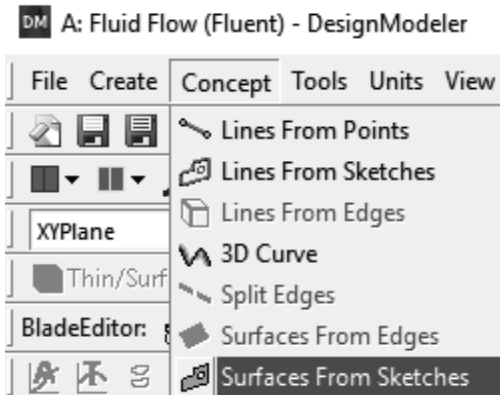 DM A: Fluid Flow (Fluent) - DesignModeler
File Create Concept Tools Units View
Lines From Points
Lines From Sketches
Lines From Edges
XYPlane
3D Curve
Thin/Surf
Split Edges
BladeEditor:
Surfaces From Edges
Surfaces From Sketches